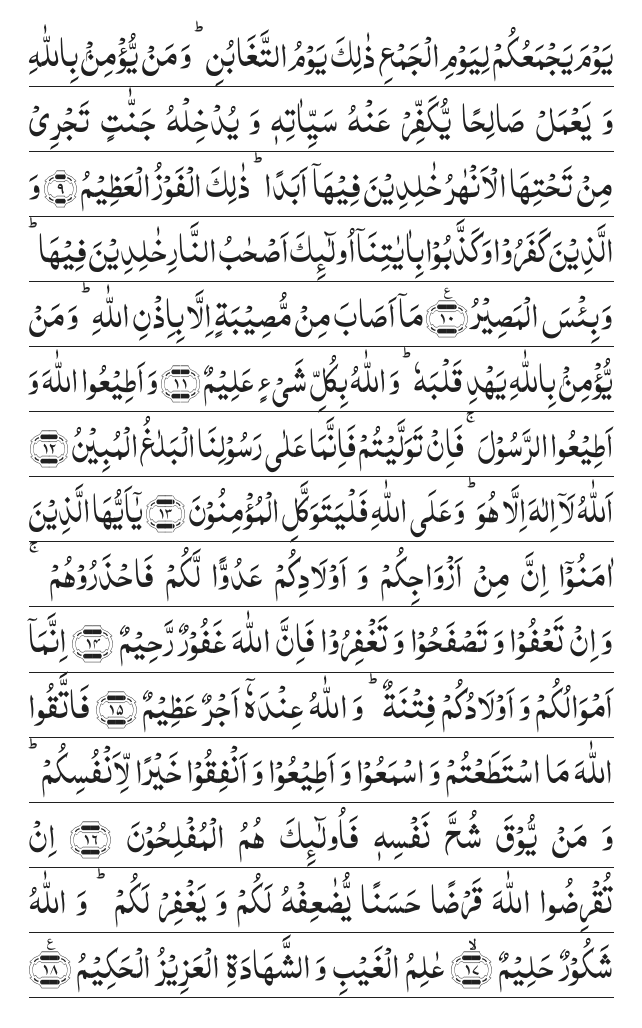 يَوْمَ يَجْمَعُكُمْ لِيَوْمِ الْجَمْعِ ذٰلِكَ يَوْمُ التَّغَابُنِ ؕ وَ مَنْ يُّؤْمِنْۢ بِاللّٰهِ
وَ يَعْمَلْ صَالِحًا يُّكَفِّرْ عَنْهُ سَيِّاٰتِهٖ وَ يُدْخِلْهُ جَنّٰتٍ تَجْرِیْ
مِنْ تَحْتِهَا الْاَنْهٰرُ خٰلِدِیْنَ فِیْهَاۤ اَبَدًا ؕ ذٰلِكَ الْفَوْزُ الْعَظِیْمُ ﴿۹﴾ وَ
الَّذِیْنَ كَفَرُوْا وَ كَذَّبُوْا بِاٰیٰتِنَاۤ اُولٰٓئِكَ اَصْحٰبُ النَّارِ خٰلِدِیْنَ فِیْهَا ؕ
وَ بِئْسَ الْمَصِیْرُ ﴿۱۰﴾ ع مَاۤ اَصَابَ مِنْ مُّصِیْبَةٍ اِلَّا بِاِذْنِ اللّٰهِ ؕ وَ مَنْ
یُّؤْمِنْۢ بِاللّٰهِ یَهْدِ قَلْبَهٗ ؕ وَ اللّٰهُ بِكُلِّ شَیْءٍ عَلِیْمٌ ﴿۱۱﴾ وَ اَطِیْعُوا اللّٰهَ وَ
اَطِیْعُوا الرَّسُوْلَ ۚ فَاِنْ تَوَلَّیْتُمْ فَاِنَّمَا عَلٰی رَسُوْلِنَا الْبَلٰغُ الْمُبِیْنُ ﴿۱۲﴾
اَللّٰهُ لَاۤ اِلٰهَ اِلَّا هُوَ ؕ وَ عَلَی اللّٰهِ فَلْیَتَوَكَّلِ الْمُؤْمِنُوْنَ ﴿۱۳﴾ یٰۤاَیُّهَا الَّذِیْنَ
اٰمَنُوْۤا اِنَّ مِنْ اَزْوَاجِكُمْ وَ اَوْلَادِكُمْ عَدُوًّا لَّكُمْ فَاحْذَرُوْهُمْ ۚ
وَ اِنْ تَعْفُوْا وَ تَصْفَحُوْا وَ تَغْفِرُوْا فَاِنَّ اللّٰهَ غَفُوْرٌ رَّحِیْمٌ ﴿۱۴﴾ اِنَّمَاۤ
اَمْوَالُكُمْ وَ اَوْلَادُكُمْ فِتْنَةٌ ؕ وَ اللّٰهُ عِنْدَهٗۤ اَجْرٌ عَظِیْمٌ ﴿۱۵﴾ فَاتَّقُوا
اللّٰهَ مَا اسْتَطَعْتُمْ وَ اسْمَعُوْا وَ اَطِیْعُوْا وَ اَنْفِقُوْا خَیْرًا لِّاَنْفُسِكُمْ ؕ
وَ مَنْ یُّوْقَ شُحَّ نَفْسِهٖ فَاُولٰٓئِكَ هُمُ الْمُفْلِحُوْنَ ﴿۱۶﴾ اِنْ
تُقْرِضُوا اللّٰهَ قَرْضًا حَسَنًا یُّضٰعِفْهُ لَكُمْ وَ یَغْفِرْ لَكُمْ ؕ وَ اللّٰهُ
شَكُوْرٌ حَلِیْمٌ ﴿۱۷﴾ ۙ عٰلِمُ الْغَیْبِ وَ الشَّهَادَةِ الْعَزِیْزُ الْحَكِیْمُ ﴿۱۸﴾ ع